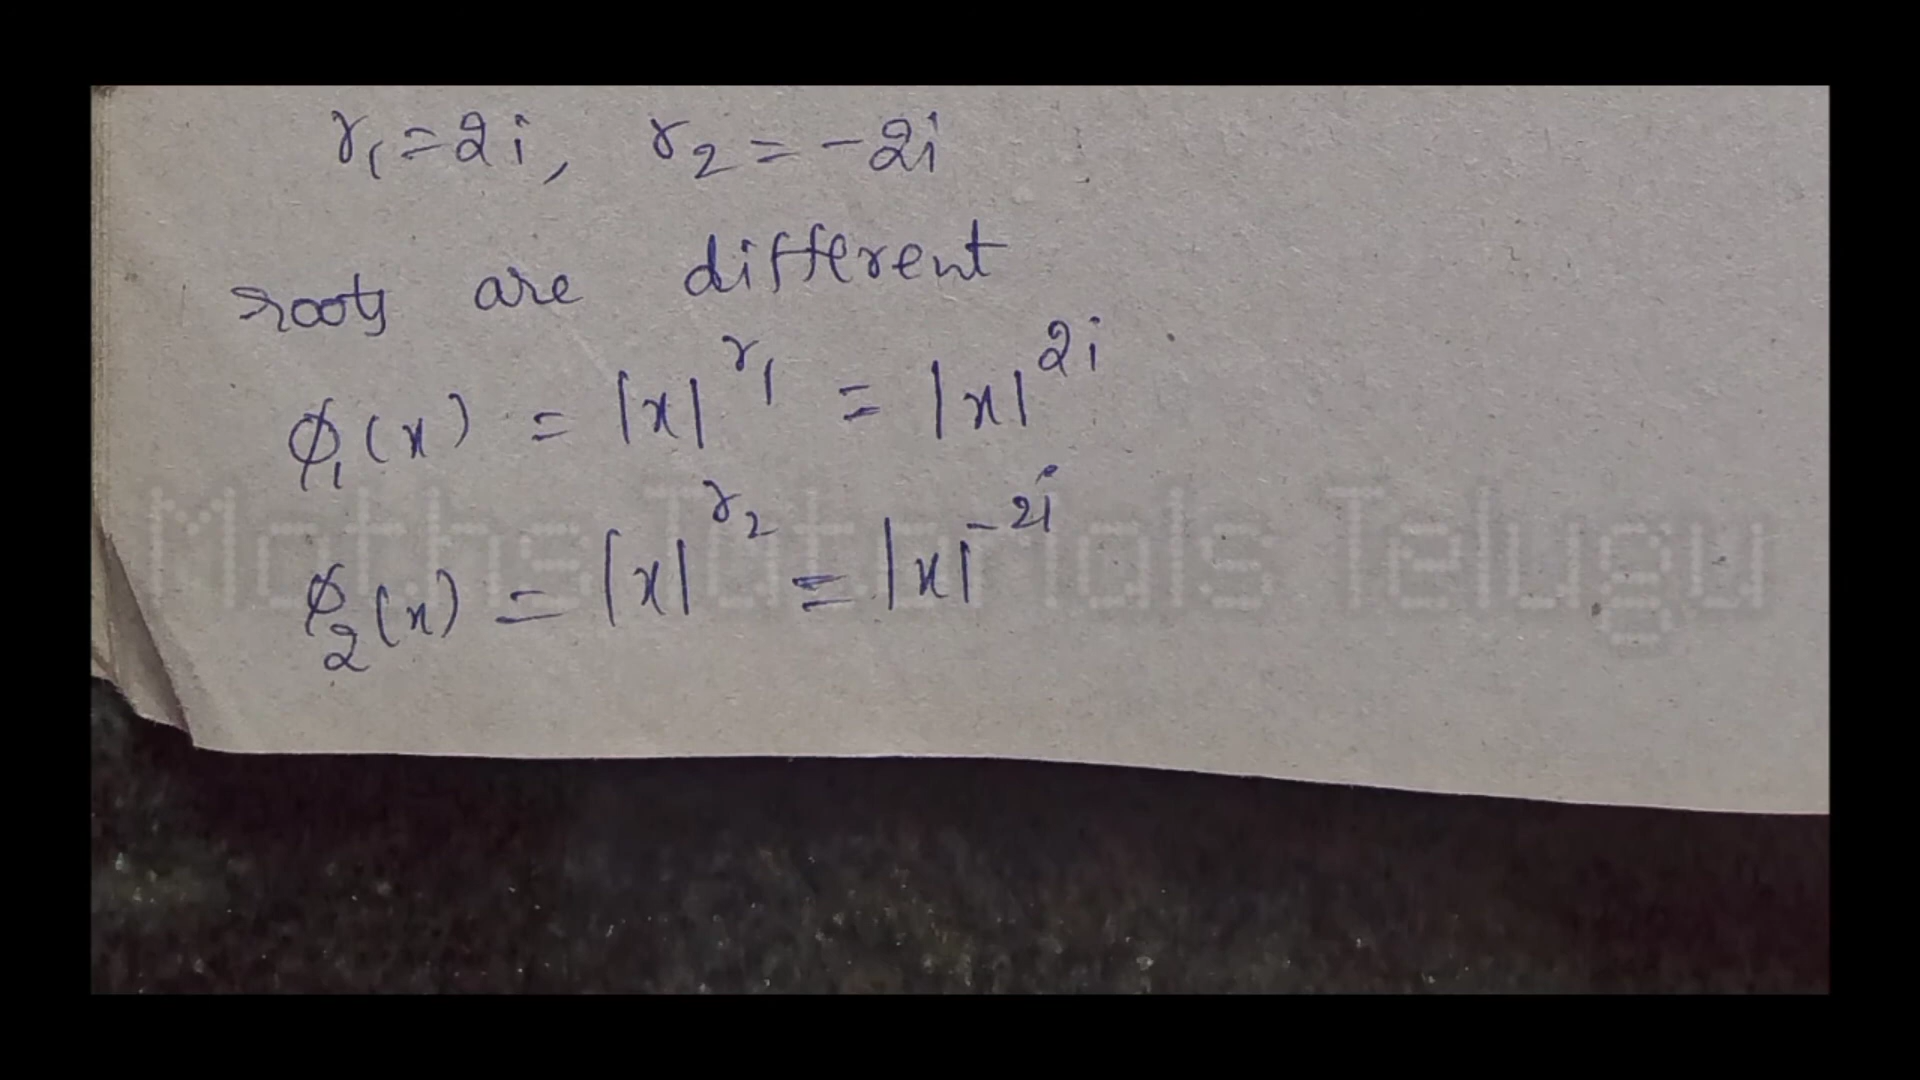 r₁ = 2i, r₂ = -2i
roots are different
ϕ₁(x) = |x|^r₁ = |x|^2i
ϕ₂(x) = |x|^r₂ = |x|^-2i
Maths Tutorials Telugu